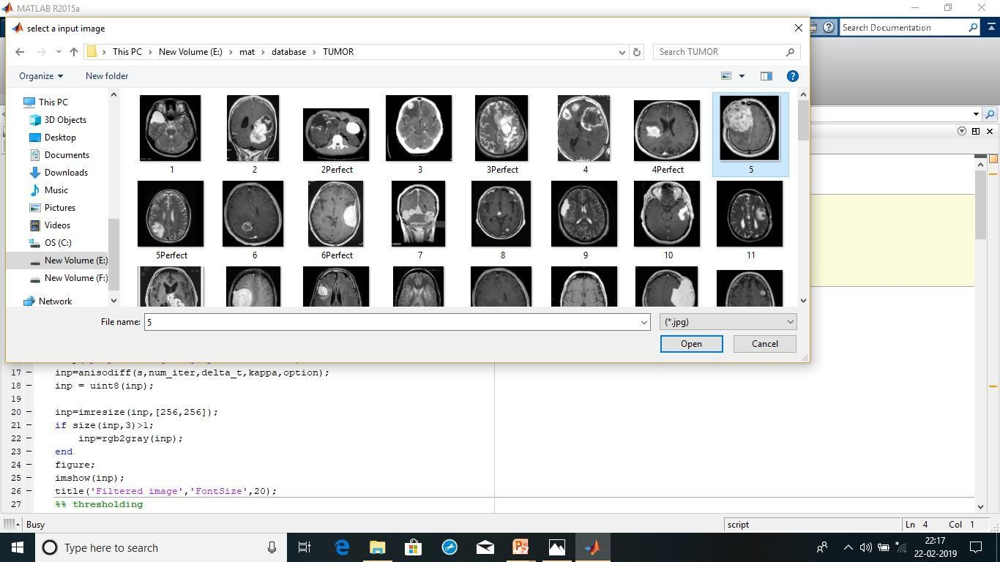 MATLAB R2015a
select a input image
Search Documentation
This PC > New Volume (E:) > mat > database > TUMOR
Search TUMOR
Organize New folder
This PC
3D Objects
Desktop
Documents
Downloads
Music
Pictures
Videos
OS (C:)
New Volume (E:)
New Volume (F:)
Network
1 2 2Perfect 3 3Perfect 4 4Perfect 5
5Perfect 6 6Perfect 7 8 9 10 11
File name: 5 (*.jpg)
Open Cancel
17 - inp=anisodiff(s,num_iter,delta_t,kappa,option);
18 - inp = uint8(inp);
19
20 - inp=imresize(inp,[256,256]);
21 - if size(inp,3)>1;
22 - inp=rgb2gray(inp);
23 - end
24 - figure;
25 - imshow(inp);
26 - title('Filtered image','FontSize',20);
27 %% thresholding
Busy script Ln 4 Col 1
Type here to search
22:17
22-02-2019